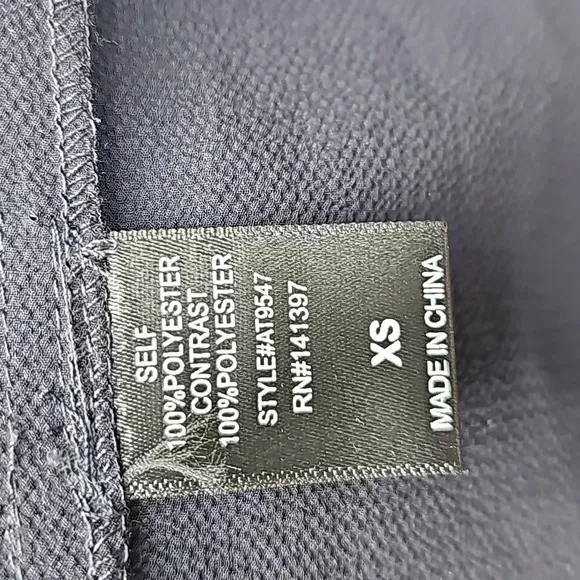 SELF
100%POLYESTER
CONTRAST
100%POLYESTER
STYLE#AT9547
RN#141397
XS
MADE IN CHINA